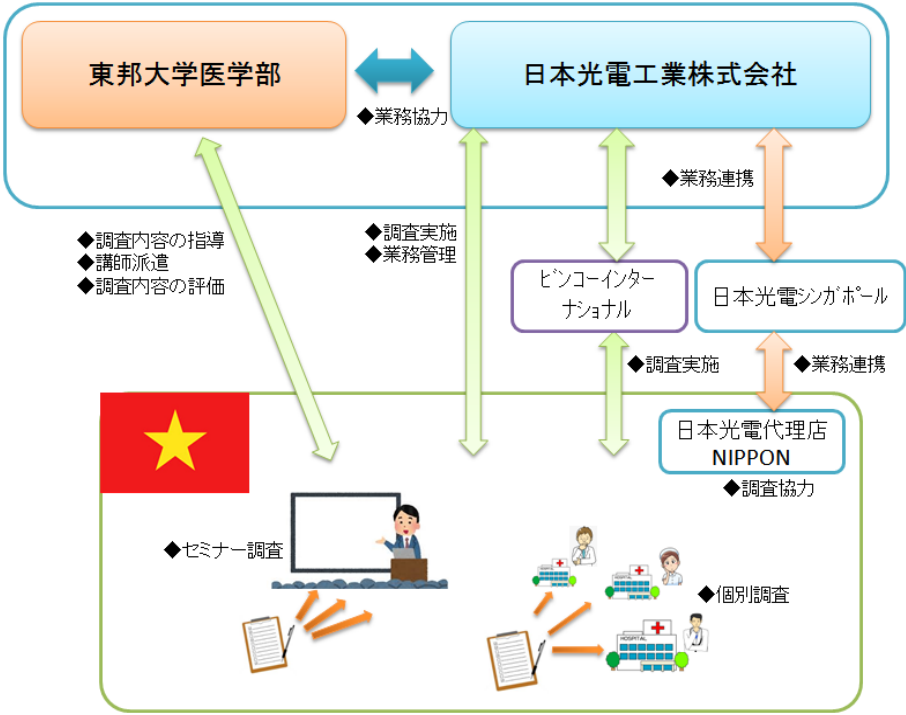 東邦大学医学部
日本光電工業株式会社
◆業務協力
◆業務連携
◆調査内容の指導
◆講師派遣
◆調査内容の評価
◆調査実施
◆業務管理
ﾋﾞﾝｺｰｲﾝﾀｰ
ﾅｼｮﾅﾙ
日本光電ｼﾝｶﾞﾎﾟｰﾙ
◆調査実施
◆業務連携
日本光電代理店
NIPPON
◆調査協力
◆セミナー調査
◆個別調査
HOSPITAL